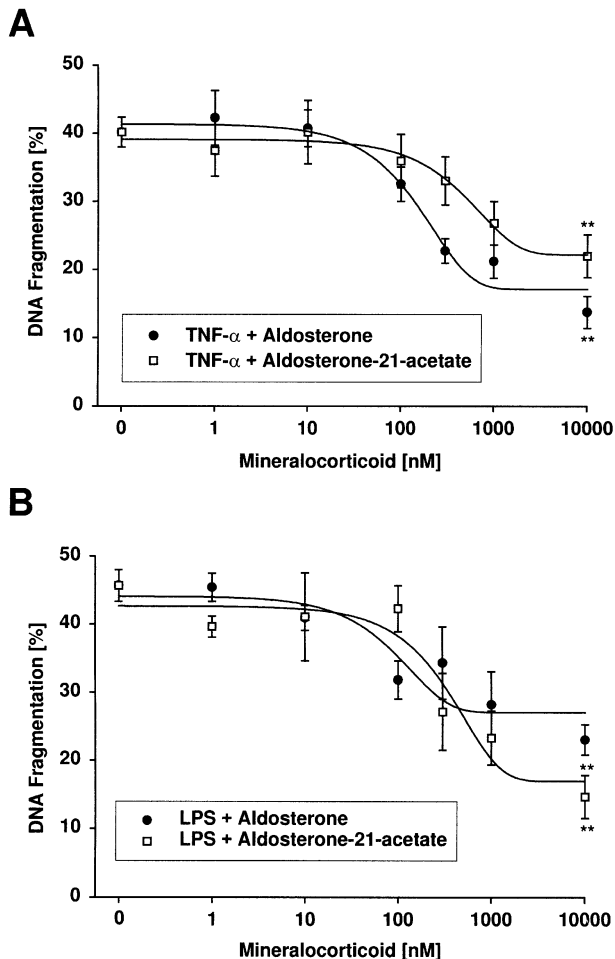 A
50
40
30
20
10
0
DNA Fragmentation [%]
**
**
TNF-α + Aldosterone
TNF-α + Aldosterone-21-acetate
0 1 10 100 1000 10000
Mineralocorticoid [nM]
B
50
40
30
20
10
0
DNA Fragmentation [%]
**
**
LPS + Aldosterone
LPS + Aldosterone-21-acetate
0 1 10 100 1000 10000
Mineralocorticoid [nM]